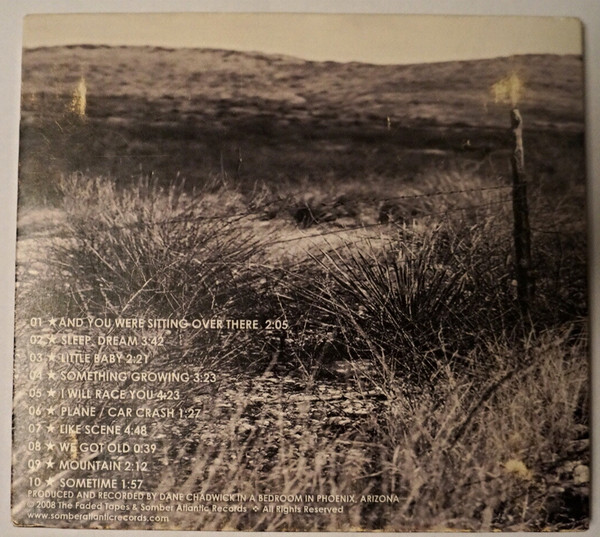 01 ★ AND YOU WERE SITTING OVER THERE 2:05
02 ★ SLEEP, DREAM 3:42
03 ★ LITTLE BABY 2:21
04 ★ SOMETHING GROWING 3:23
05 ★ I WILL RACE YOU 4:23
06 ★ PLANE / CAR CRASH 1:27
07 ★ LIKE SCENE 4:48
08 ★ WE GOT OLD 0:39
09 ★ MOUNTAIN 2:12
10 ★ SOMETIME 1:57
PRODUCED AND RECORDED BY DANE CHADWICK IN A BEDROOM IN PHOENIX, ARIZONA
© 2008 The Faded Tapes & Somber Atlantic Records ❖ All Rights Reserved
www.somberatlanticrecords.com